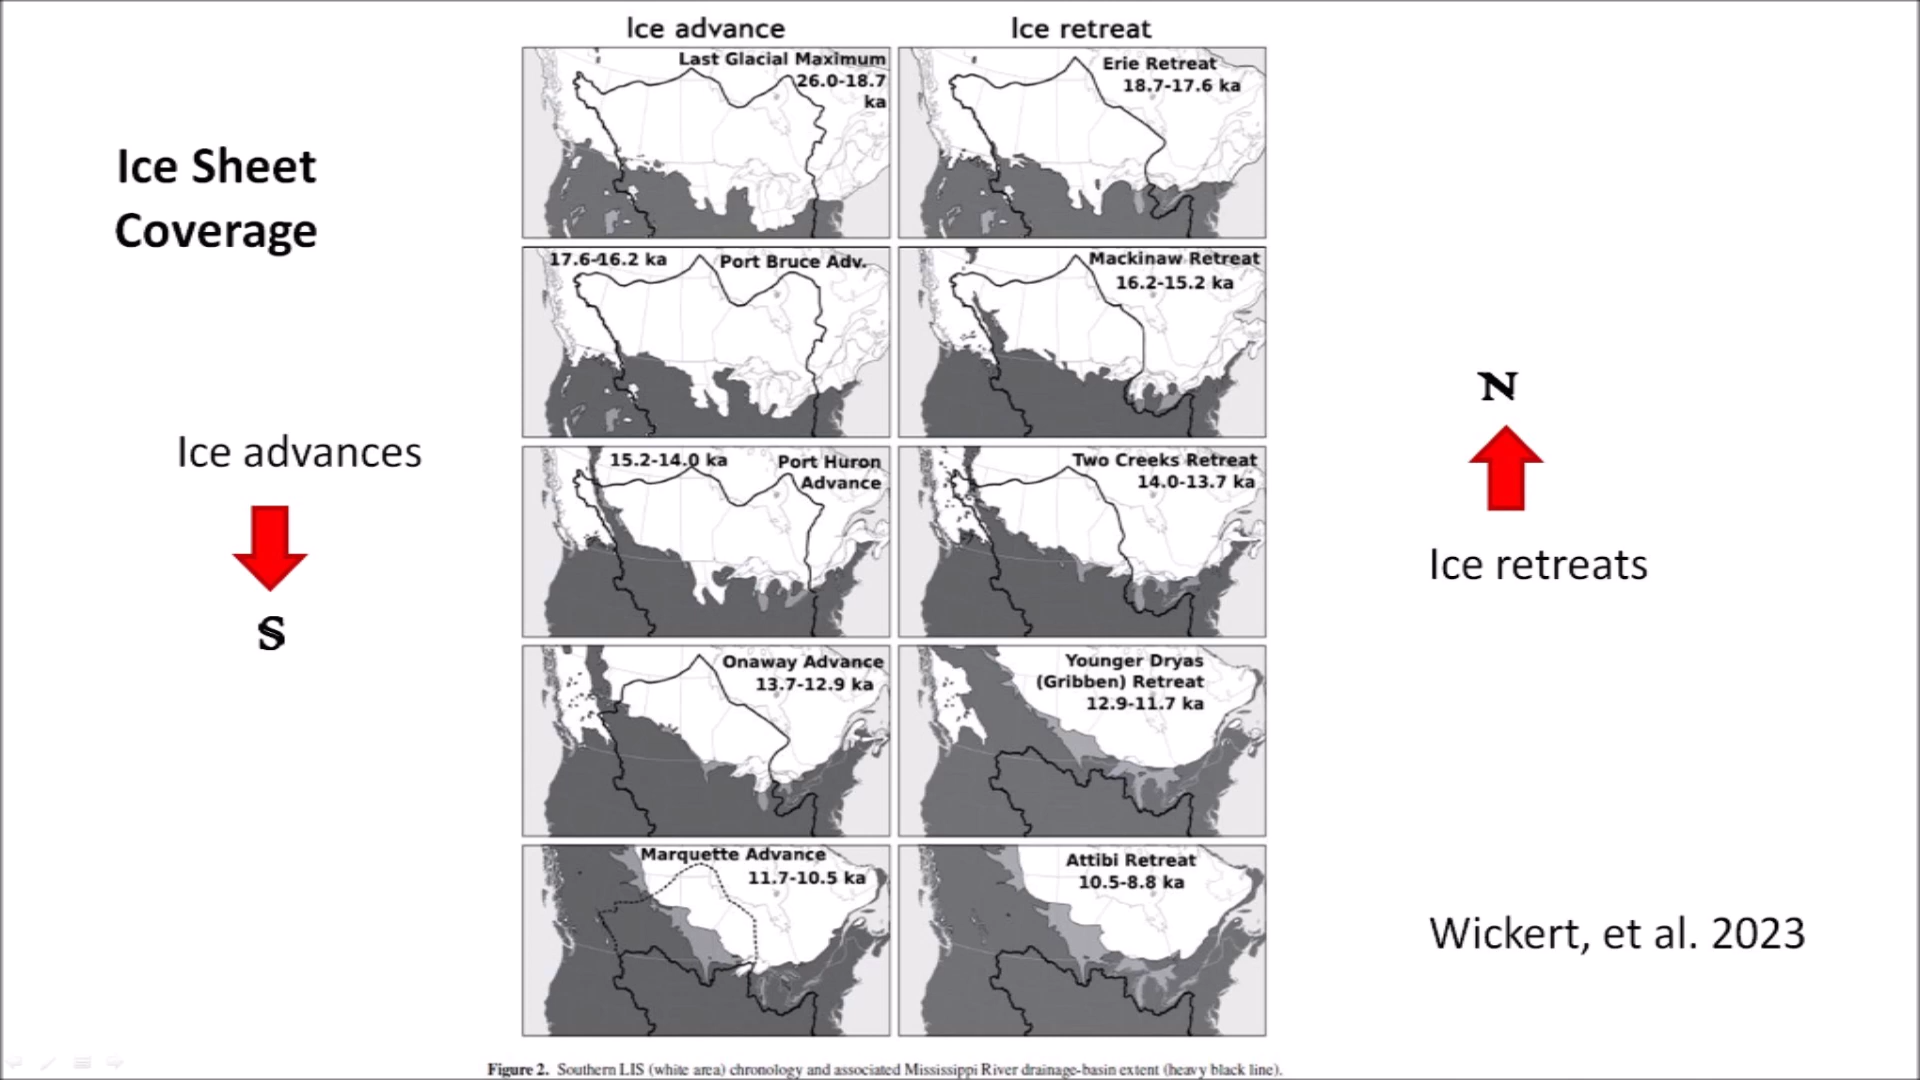 Ice advance
Ice retreat
Ice Sheet
Coverage
Last Glacial Maximum
26.0-18.7
ka
Erie Retreat
18.7-17.6 ka
17.6-16.2 ka
Port Bruce Adv.
Mackinaw Retreat
16.2-15.2 ka
Ice advances
S
N
Ice retreats
15.2-14.0 ka
Port Huron
Advance
Two Creeks Retreat
14.0-13.7 ka
Onaway Advance
13.7-12.9 ka
Younger Dryas
(Gribben) Retreat
12.9-11.7 ka
Marquette Advance
11.7-10.5 ka
Attibi Retreat
10.5-8.8 ka
Wickert, et al. 2023
Figure 2. Southern LIS (white area) chronology and associated Mississippi River drainage-basin extent (heavy black line).